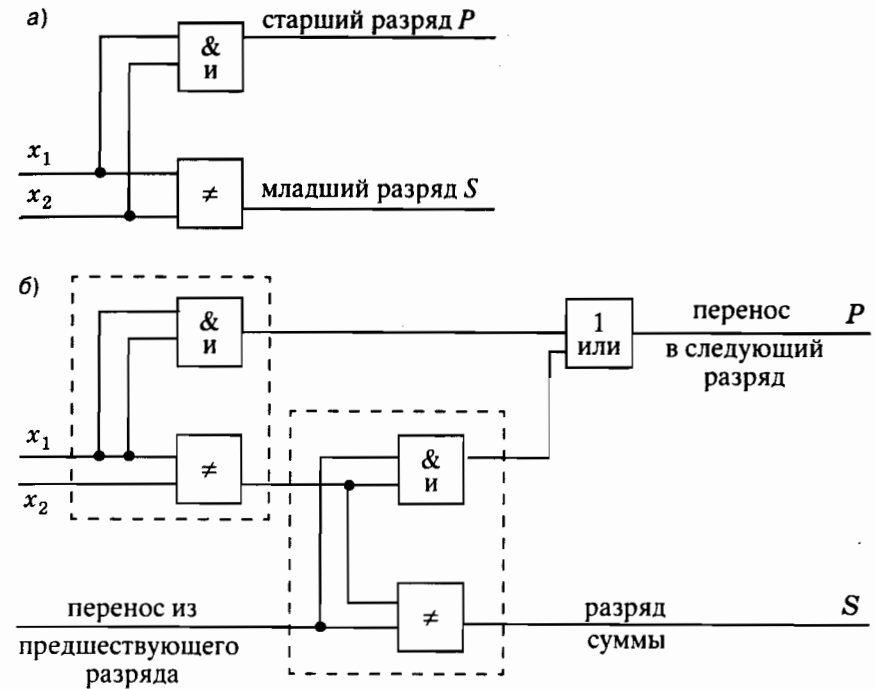 а)
старший разряд P
&
и
x1
x2
≠
младший разряд S
б)
&
и
1
или
перенос P
в следующий
разряд
x1
x2
≠
&
и
перенос из
предшествующего
разряда
≠
разряд S
суммы